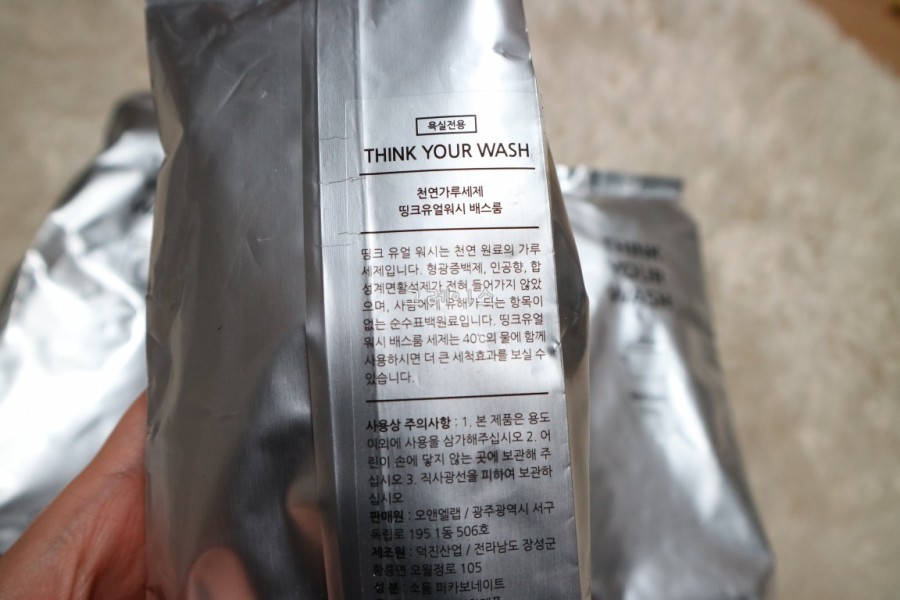 욕실전용
THINK YOUR WASH
천연가루세제
띵크유얼워시 배스룸
띵크 유얼 워시는 천연 원료의 가루
세제입니다. 형광증백제, 인공향, 합
성계면활성제가 전혀 들어가지 않았
으며, 사람에게 유해가 되는 항목이
없는 순수표백원료입니다. 띵크유얼
워시 배스룸 세제는 40℃의 물에 함께
사용하시면 더 큰 세척효과를 보실 수
있습니다.
사용상 주의사항 : 1. 본 제품은 용도
이외에 사용을 삼가해주십시오 2. 어
린이 손에 닿지 않는 곳에 보관해 주
십시오 3. 직사광선을 피하여 보관하
십시오
판매원 : 오앤엘랩 / 광주광역시 서구
독립로 195 1동 506호
제조원 : 덕진산업 / 전라남도 장성군
황룡면 오월정로 105
성 분 : 소듐 퍼카보네이트
THINK
YOUR
WASH